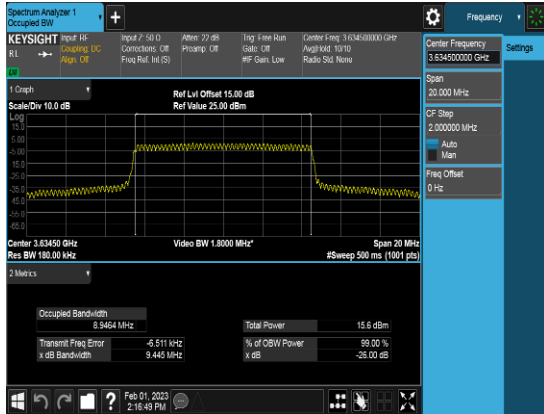 Spectrum Analyzer 1
Occupied BW
+
Frequency
KEYSIGHT
RL
Input: RF
Coupling: DC
Align: Off
Input Z: 50 Ω
Corrections: Off
Freq Ref: Int (S)
Atten: 22 dB
Preamp: Off
Trig: Free Run
Gate: Off
#IF Gain: Low
Center Freq: 3.634500000 GHz
Avg|Hold: 10/10
Radio Std: None
Center Frequency
3.634500000 GHz
Settings
Span
20.000 MHz
CF Step
2.000000 MHz
Auto
Man
Freq Offset
0 Hz
1 Graph
Ref Lvl Offset 15.00 dB
Scale/Div 10.0 dB
Ref Value 25.00 dBm
Log
15.0
5.00
-5.00
-15.0
-25.0
-35.0
-45.0
-55.0
-65.0
Center 3.63450 GHz
Video BW 1.8000 MHz*
Span 20 MHz
Res BW 180.00 kHz
#Sweep 500 ms (1001 pts)
2 Metrics
Occupied Bandwidth
8.9464 MHz
Total Power
15.6 dBm
Transmit Freq Error
-6.511 kHz
% of OBW Power
99.00 %
x dB Bandwidth
9.445 MHz
x dB
-26.00 dB
?
Feb 01, 2023
2:16:49 PM